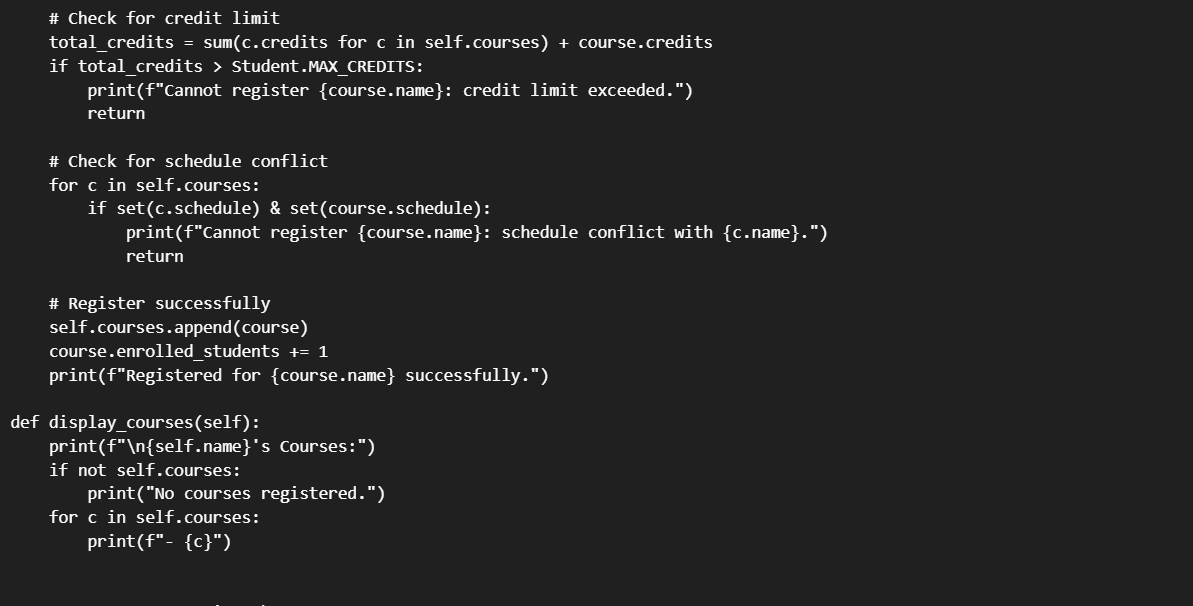 # Check for credit limit
    total_credits = sum(c.credits for c in self.courses) + course.credits
    if total_credits > Student.MAX_CREDITS:
        print(f"Cannot register {course.name}: credit limit exceeded.")
        return

    # Check for schedule conflict
    for c in self.courses:
        if set(c.schedule) & set(course.schedule):
            print(f"Cannot register {course.name}: schedule conflict with {c.name}.")
            return

    # Register successfully
    self.courses.append(course)
    course.enrolled_students += 1
    print(f"Registered for {course.name} successfully.")

def display_courses(self):
    print(f"\n{self.name}'s Courses:")
    if not self.courses:
        print("No courses registered.")
    for c in self.courses:
        print(f"- {c}")